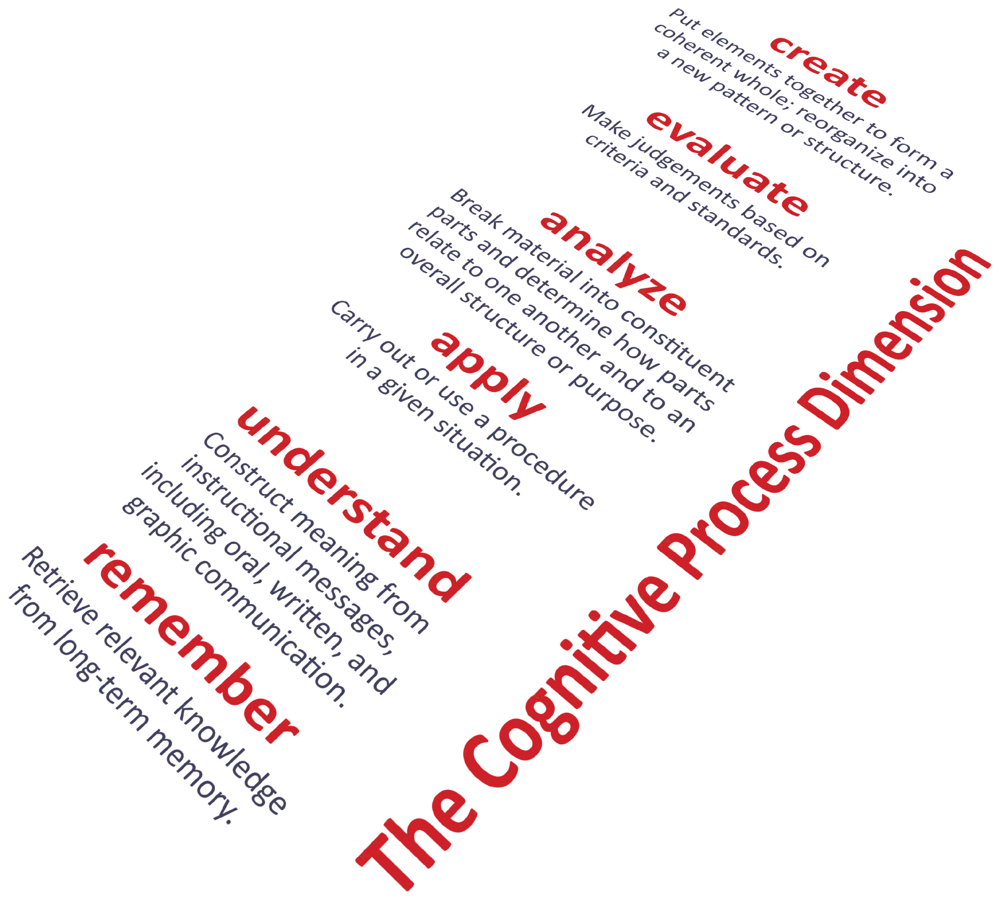 The Cognitive Process Dimension
remember
Retrieve relevant knowledge
from long-term memory.
understand
Construct meaning from
instructional messages,
including oral, written, and
graphic communication.
apply
Carry out or use a procedure
in a given situation.
analyze
Break material into constituent
parts and determine how parts
relate to one another and to an
overall structure or purpose.
evaluate
Make judgements based on
criteria and standards.
create
Put elements together to form a
coherent whole; reorganize into
a new pattern or structure.